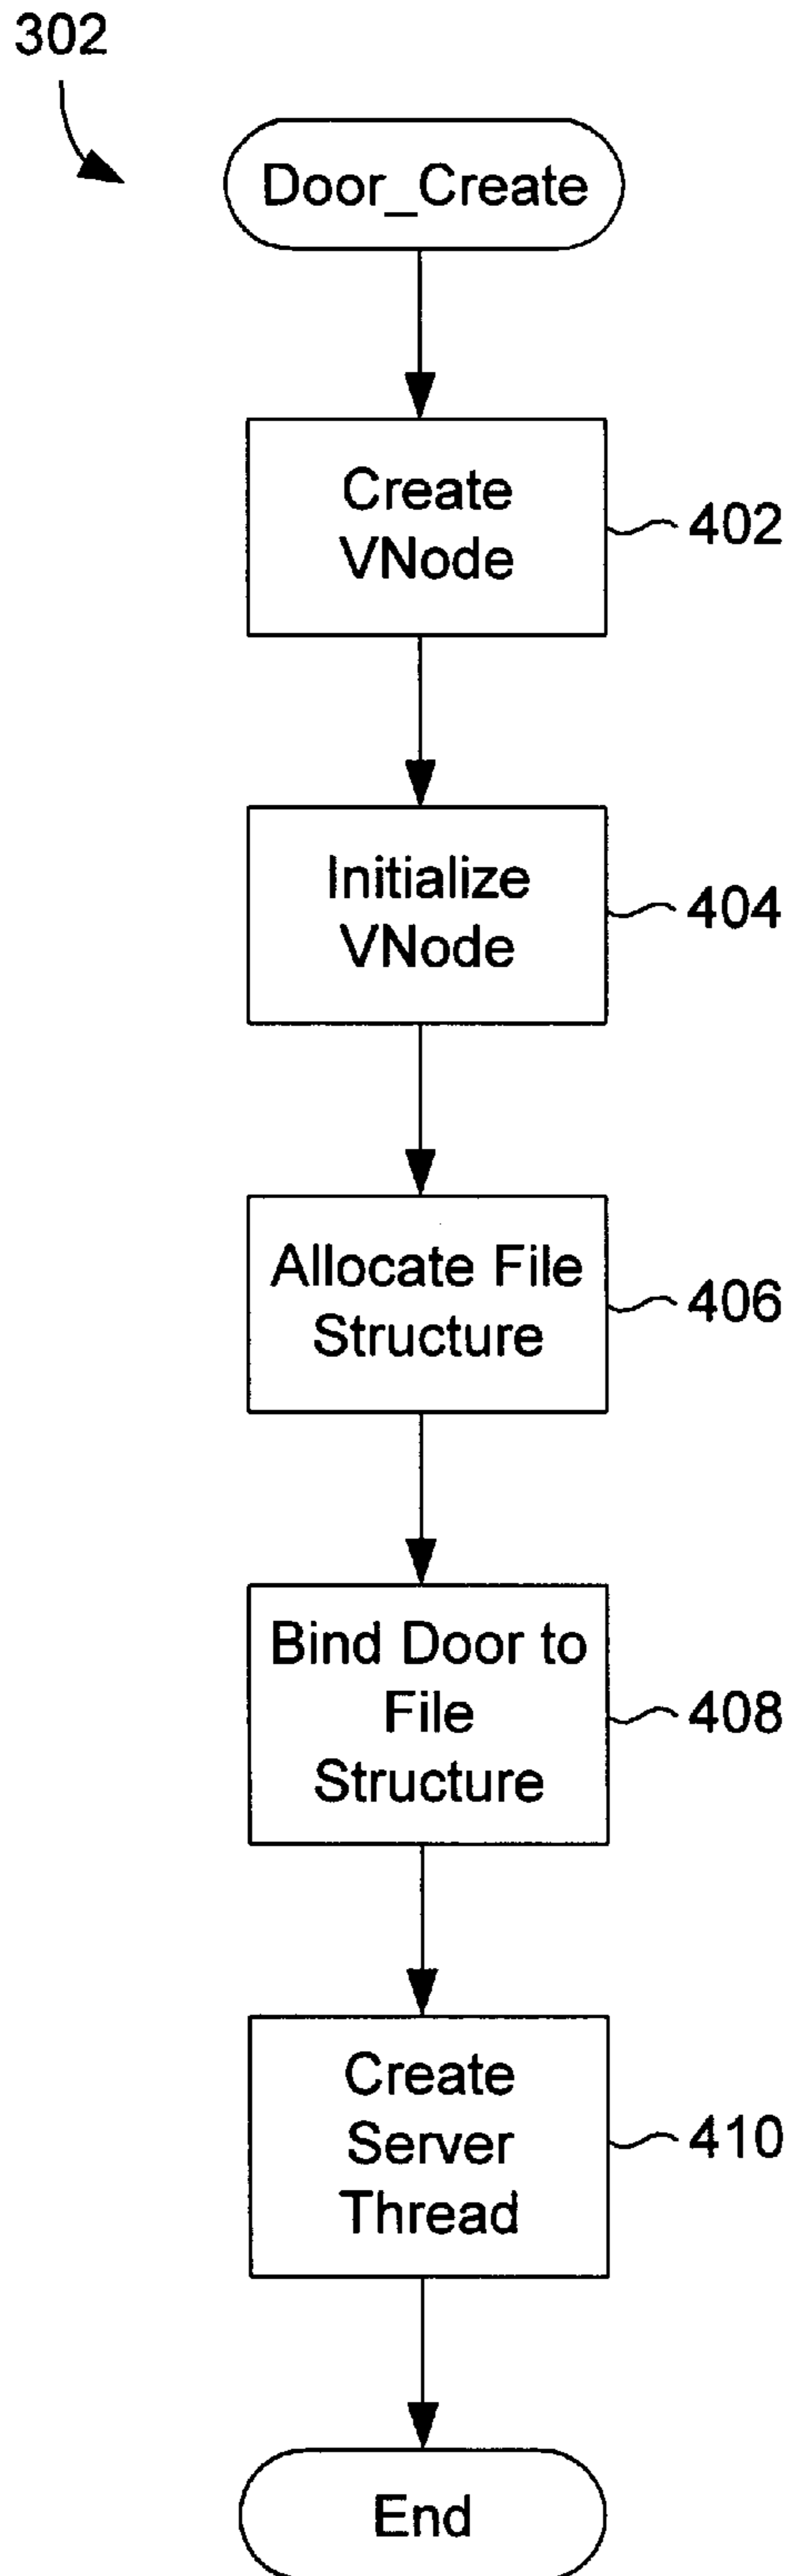 302
Door_Create
Create
VNode
402
Initialize
VNode
404
Allocate File
Structure
406
Bind Door to
File
Structure
408
Create
Server
Thread
410
End